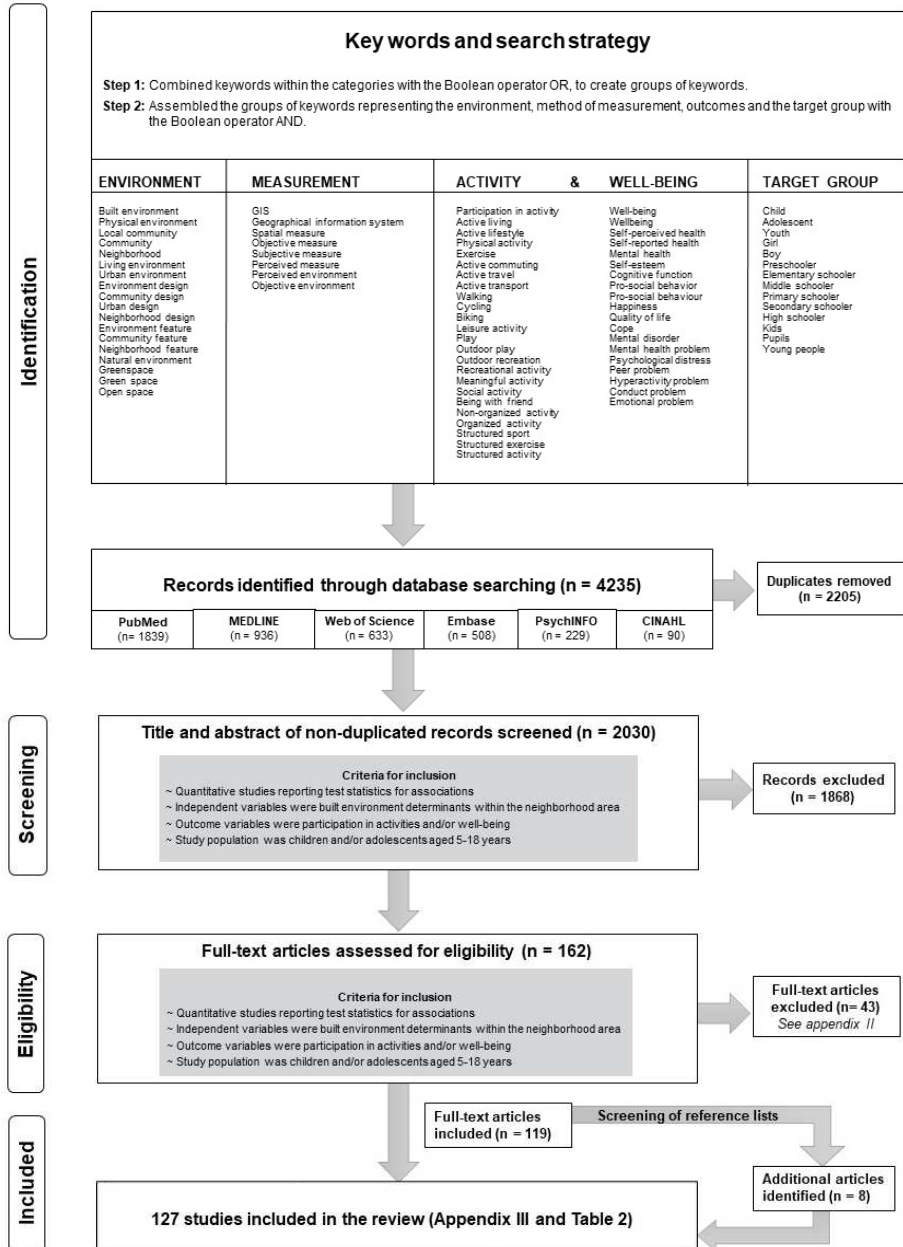 Identification
Key words and search strategy
Step 1: Combined keywords within the categories with the Boolean operator OR, to create groups of keywords.
Step 2: Assembled the groups of keywords representing the environment, method of measurement, outcomes and the target group with
the Boolean operator AND.
ENVIRONMENT
Built environment
Physical environment
Local community
Community
Neighborhood
Living environment
Urban environment
Environment design
Community design
Urban design
Neighborhood design
Environment feature
Community feature
Neighborhood feature
Natural environment
Greenspace
Green space
Open space
MEASUREMENT
GIS
Geographical information system
Spatial measure
Objective measure
Subjective measure
Perceived measure
Perceived environment
Objective environment
ACTIVITY & WELL-BEING
Participation in activity
Active living
Active lifestyle
Physical activity
Exercise
Active commuting
Active travel
Active transport
Walking
Cycling
Biking
Leisure activity
Play
Outdoor play
Outdoor recreation
Recreational activity
Meaningful activity
Social activity
Being with friend
Non-organized activity
Organized activity
Structured sport
Structured exercise
Structured activity
Well-being
Wellbeing
Self-perceived health
Self-reported health
Mental health
Self-esteem
Cognitive function
Pro-social behavior
Pro-social behaviour
Happiness
Quality of life
Cope
Mental disorder
Mental health problem
Psychological distress
Peer problem
Hyperactivity problem
Conduct problem
Emotional problem
TARGET GROUP
Child
Adolescent
Youth
Girl
Boy
Preschooler
Elementary schooler
Middle schooler
Primary schooler
Secondary schooler
High schooler
Kids
Pupils
Young people
Records identified through database searching (n = 4235)
PubMed
(n= 1839)
MEDLINE
(n = 936)
Web of Science
(n = 633)
Embase
(n = 508)
PsychINFO
(n = 229)
CINAHL
(n = 90)
Duplicates removed
(n = 2205)
Screening
Title and abstract of non-duplicated records screened (n = 2030)
Criteria for inclusion
~ Quantitative studies reporting test statistics for associations
~ Independent variables were built environment determinants within the neighborhood area
~ Outcome variables were participation in activities and/or well-being
~ Study population was children and/or adolescents aged 5-18 years
Records excluded
(n = 1868)
Eligibility
Full-text articles assessed for eligibility (n = 162)
Criteria for inclusion
~ Quantitative studies reporting test statistics for associations
~ Independent variables were built environment determinants within the neighborhood area
~ Outcome variables were participation in activities and/or well-being
~ Study population was children and/or adolescents aged 5-18 years
Full-text articles
excluded (n= 43)
See appendix II
Included
Full-text articles
included (n = 119)
Screening of reference lists
Additional articles
identified (n = 8)
127 studies included in the review (Appendix III and Table 2)